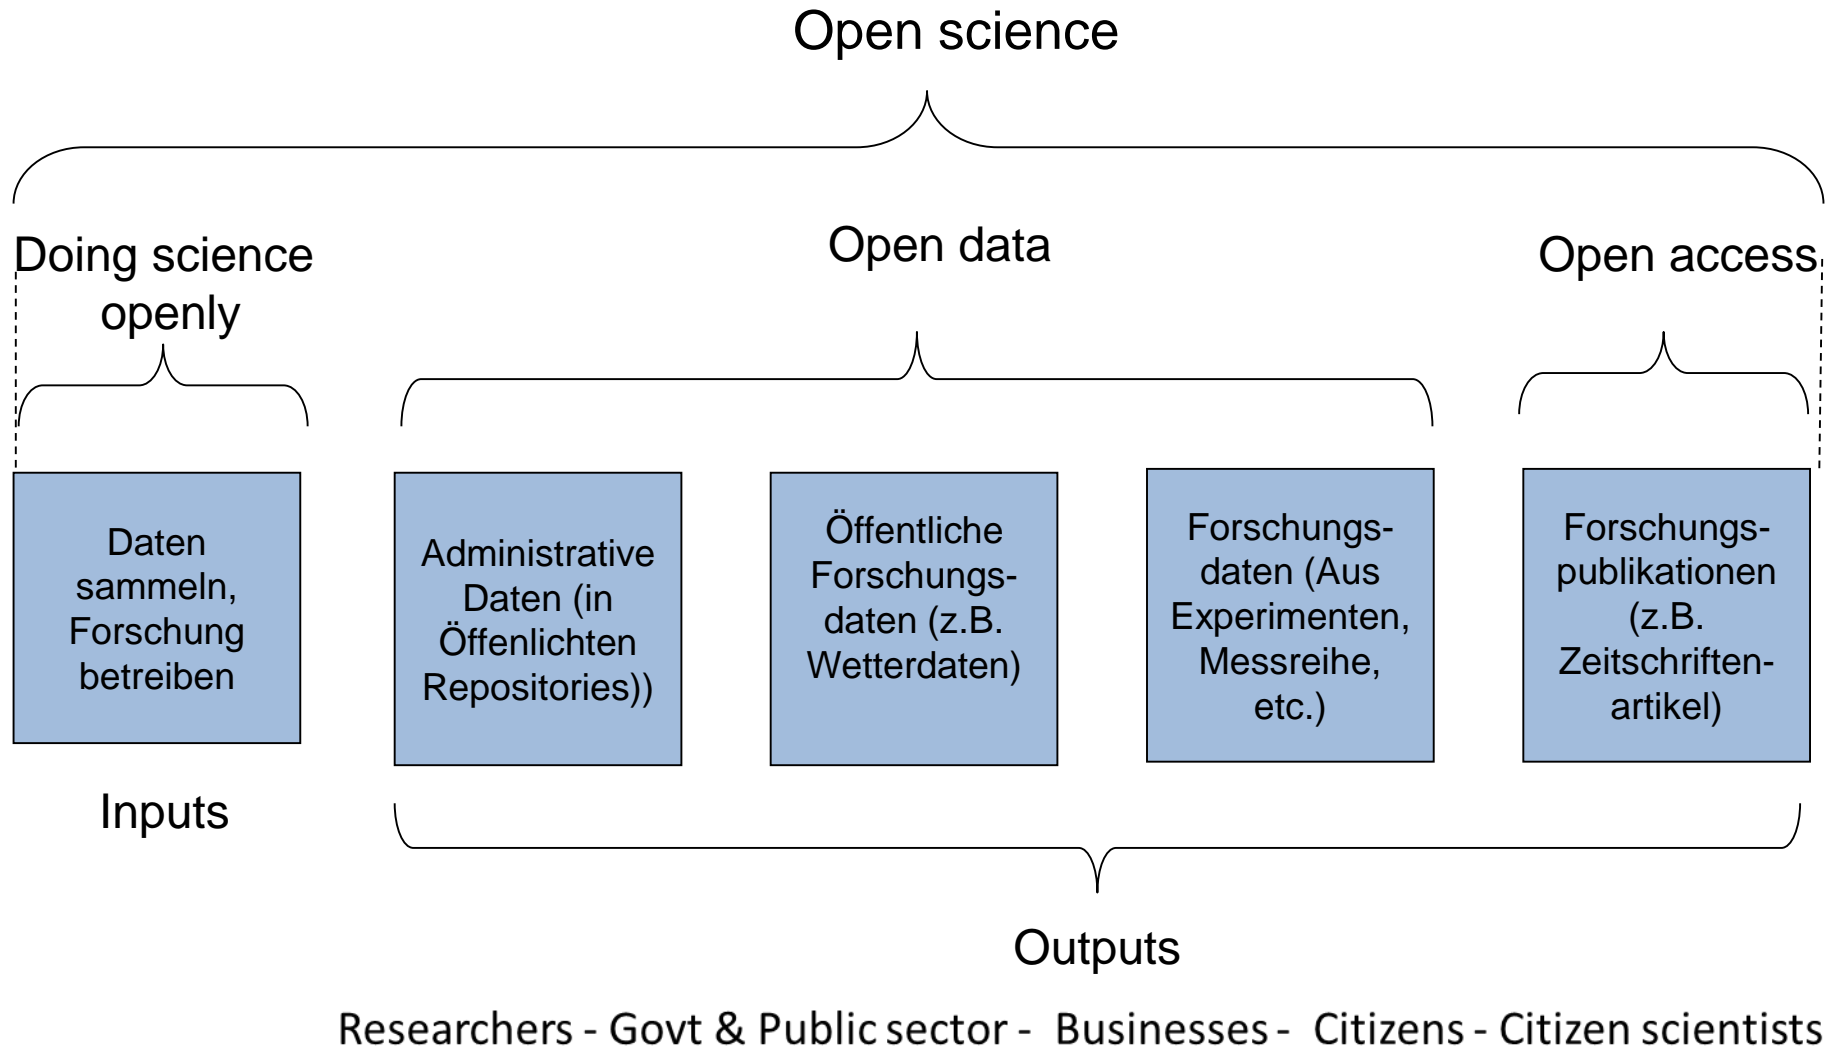 Open science
Doing science
openly
Open data
Open access
Daten
sammeln,
Forschung
betreiben
Administrative
Daten (in
Öffenlichten
Repositories))
Öffentliche
Forschungs-
daten (z.B.
Wetterdaten)
Forschungs-
daten (Aus
Experimenten,
Messreihe,
etc.)
Forschungs-
publikationen
(z.B.
Zeitschriften-
artikel)
Inputs
Outputs
Researchers - Govt & Public sector - Businesses - Citizens - Citizen scientists